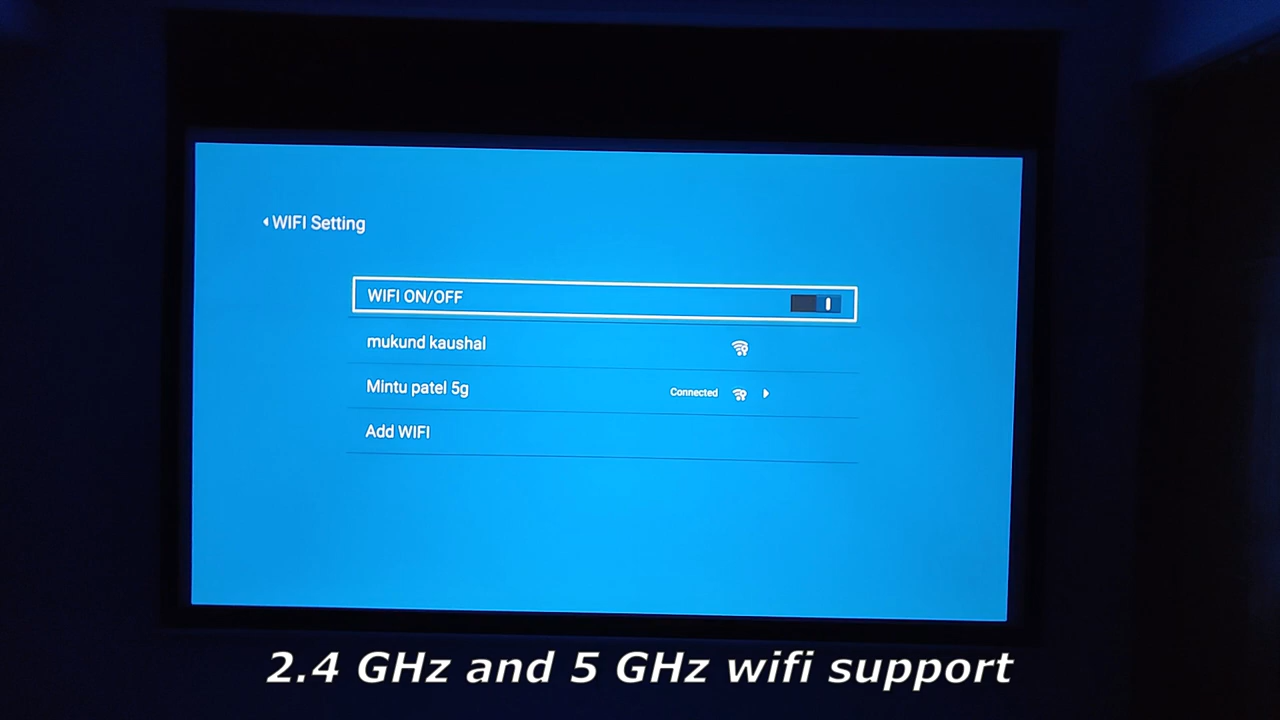 WIFI Setting
WIFI ON/OFF
mukund kaushal
Mintu patel 5g Connected
Add WIFI
2.4 GHz and 5 GHz wifi support